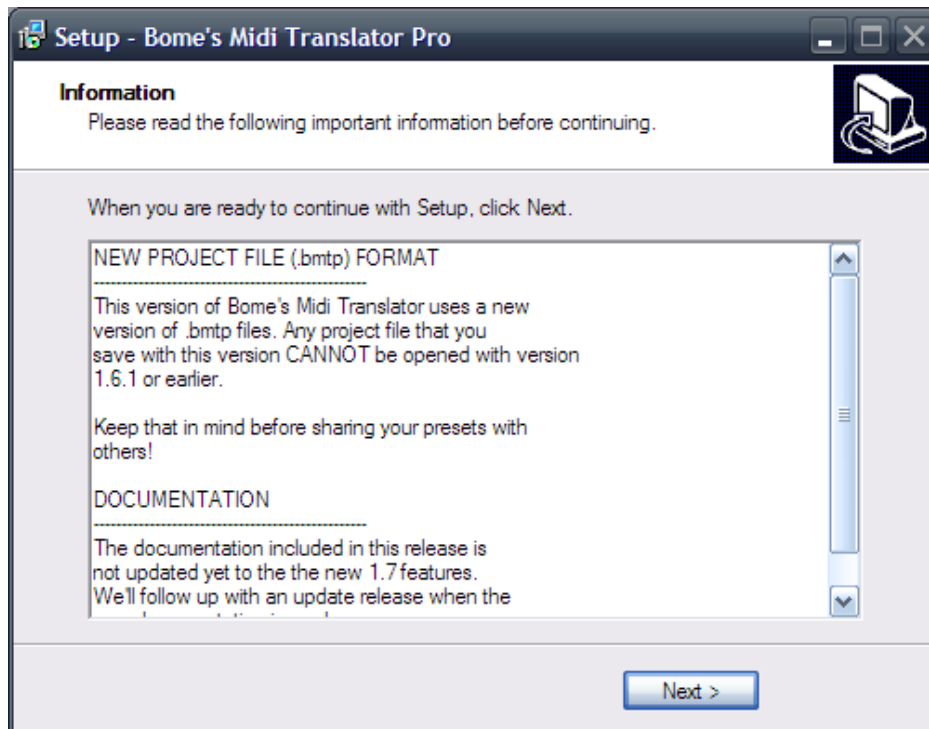 Setup - Bome's Midi Translator Pro
Information
Please read the following important information before continuing.
When you are ready to continue with Setup, click Next.
NEW PROJECT FILE (.bmtp) FORMAT
------------------------------------------------
This version of Bome's Midi Translator uses a new
version of .bmtp files. Any project file that you
save with this version CANNOT be opened with version
1.6.1 or earlier.
Keep that in mind before sharing your presets with
others!
DOCUMENTATION
------------------------------------------------
The documentation included in this release is
not updated yet to the the new 1.7 features.
We'll follow up with an update release when the
Next >